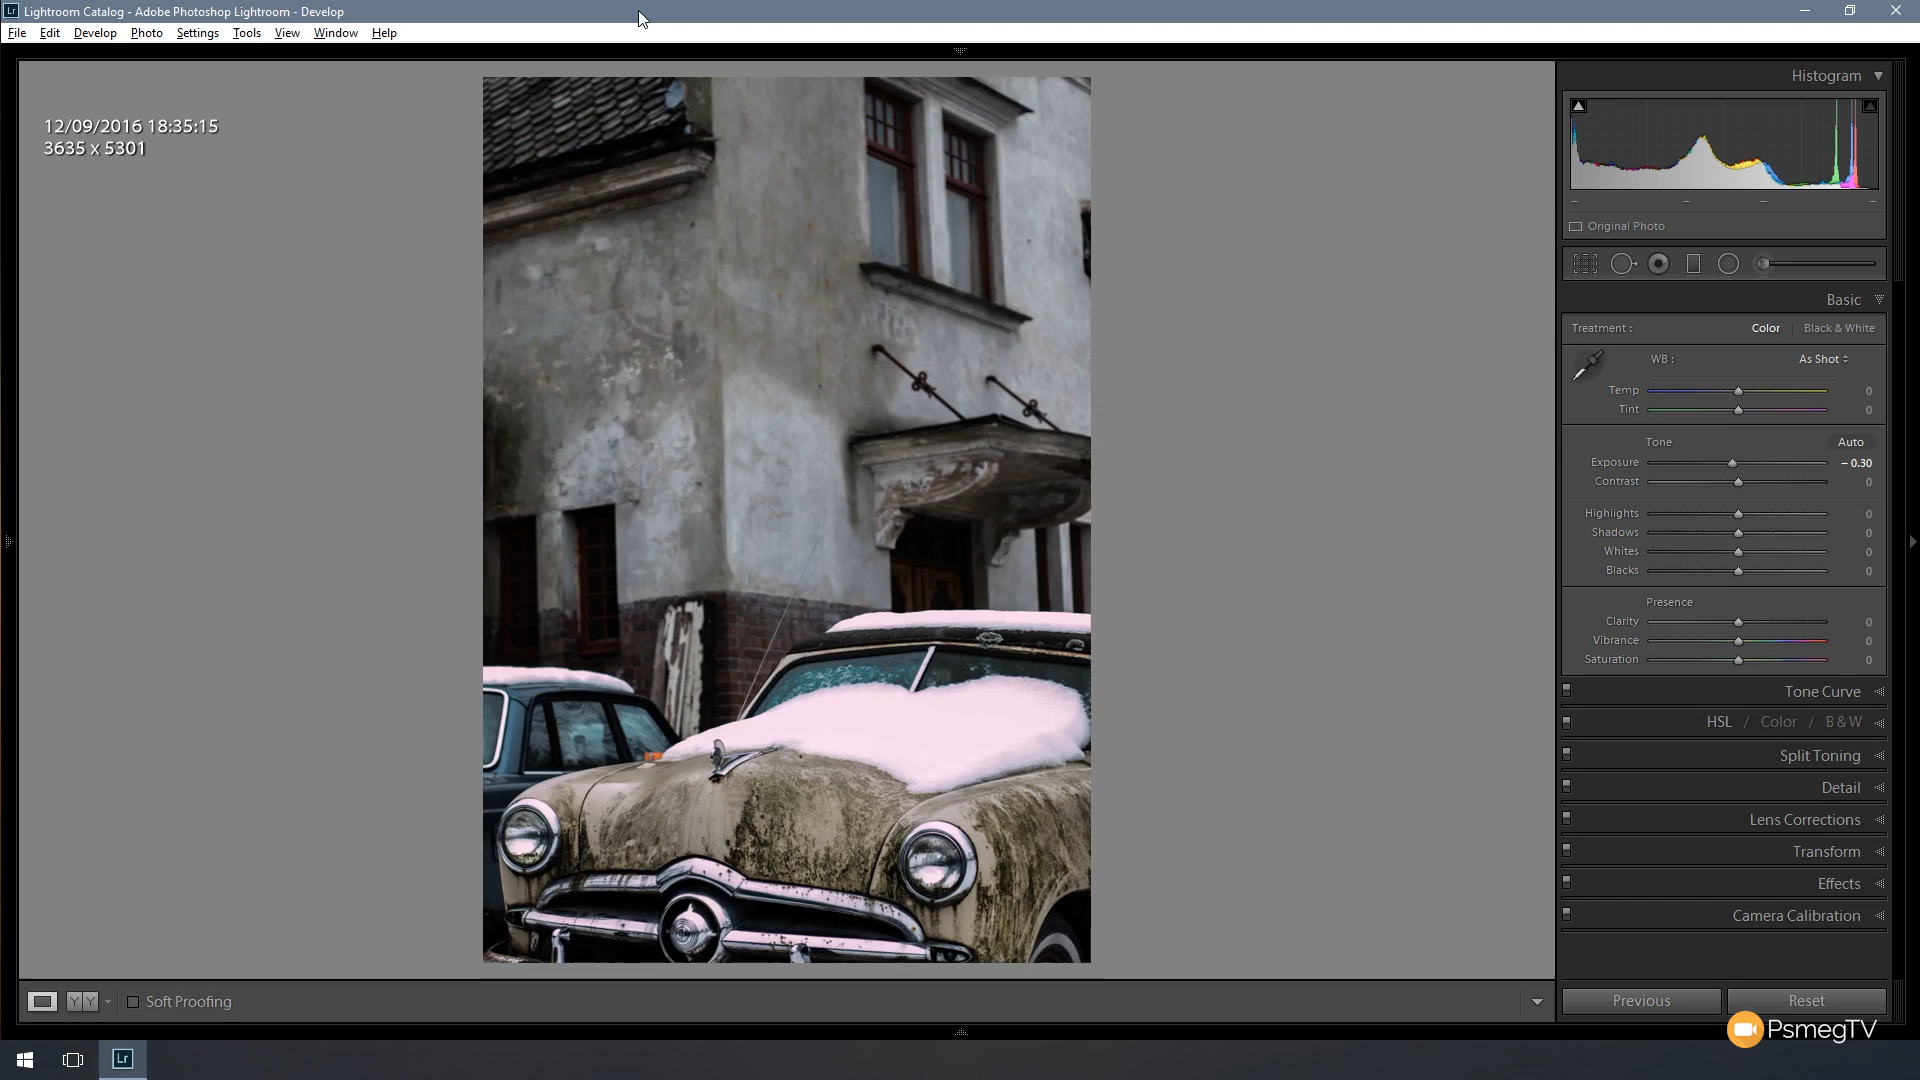 Lr Lightroom Catalog - Adobe Photoshop Lightroom - Develop
File Edit Develop Photo Settings Tools View Window Help
12/09/2016 18:35:15
3635 x 5301
Histogram
Original Photo
Basic
Treatment : Color Black & White
WB : As Shot
Temp 0
Tint 0
Tone Auto
Exposure – 0.30
Contrast 0
Highlights 0
Shadows 0
Whites 0
Blacks 0
Presence
Clarity 0
Vibrance 0
Saturation 0
Tone Curve
HSL / Color / B & W
Split Toning
Detail
Lens Corrections
Transform
Effects
Camera Calibration
Y Y Soft Proofing
Previous Reset
PsmegTV
Lr